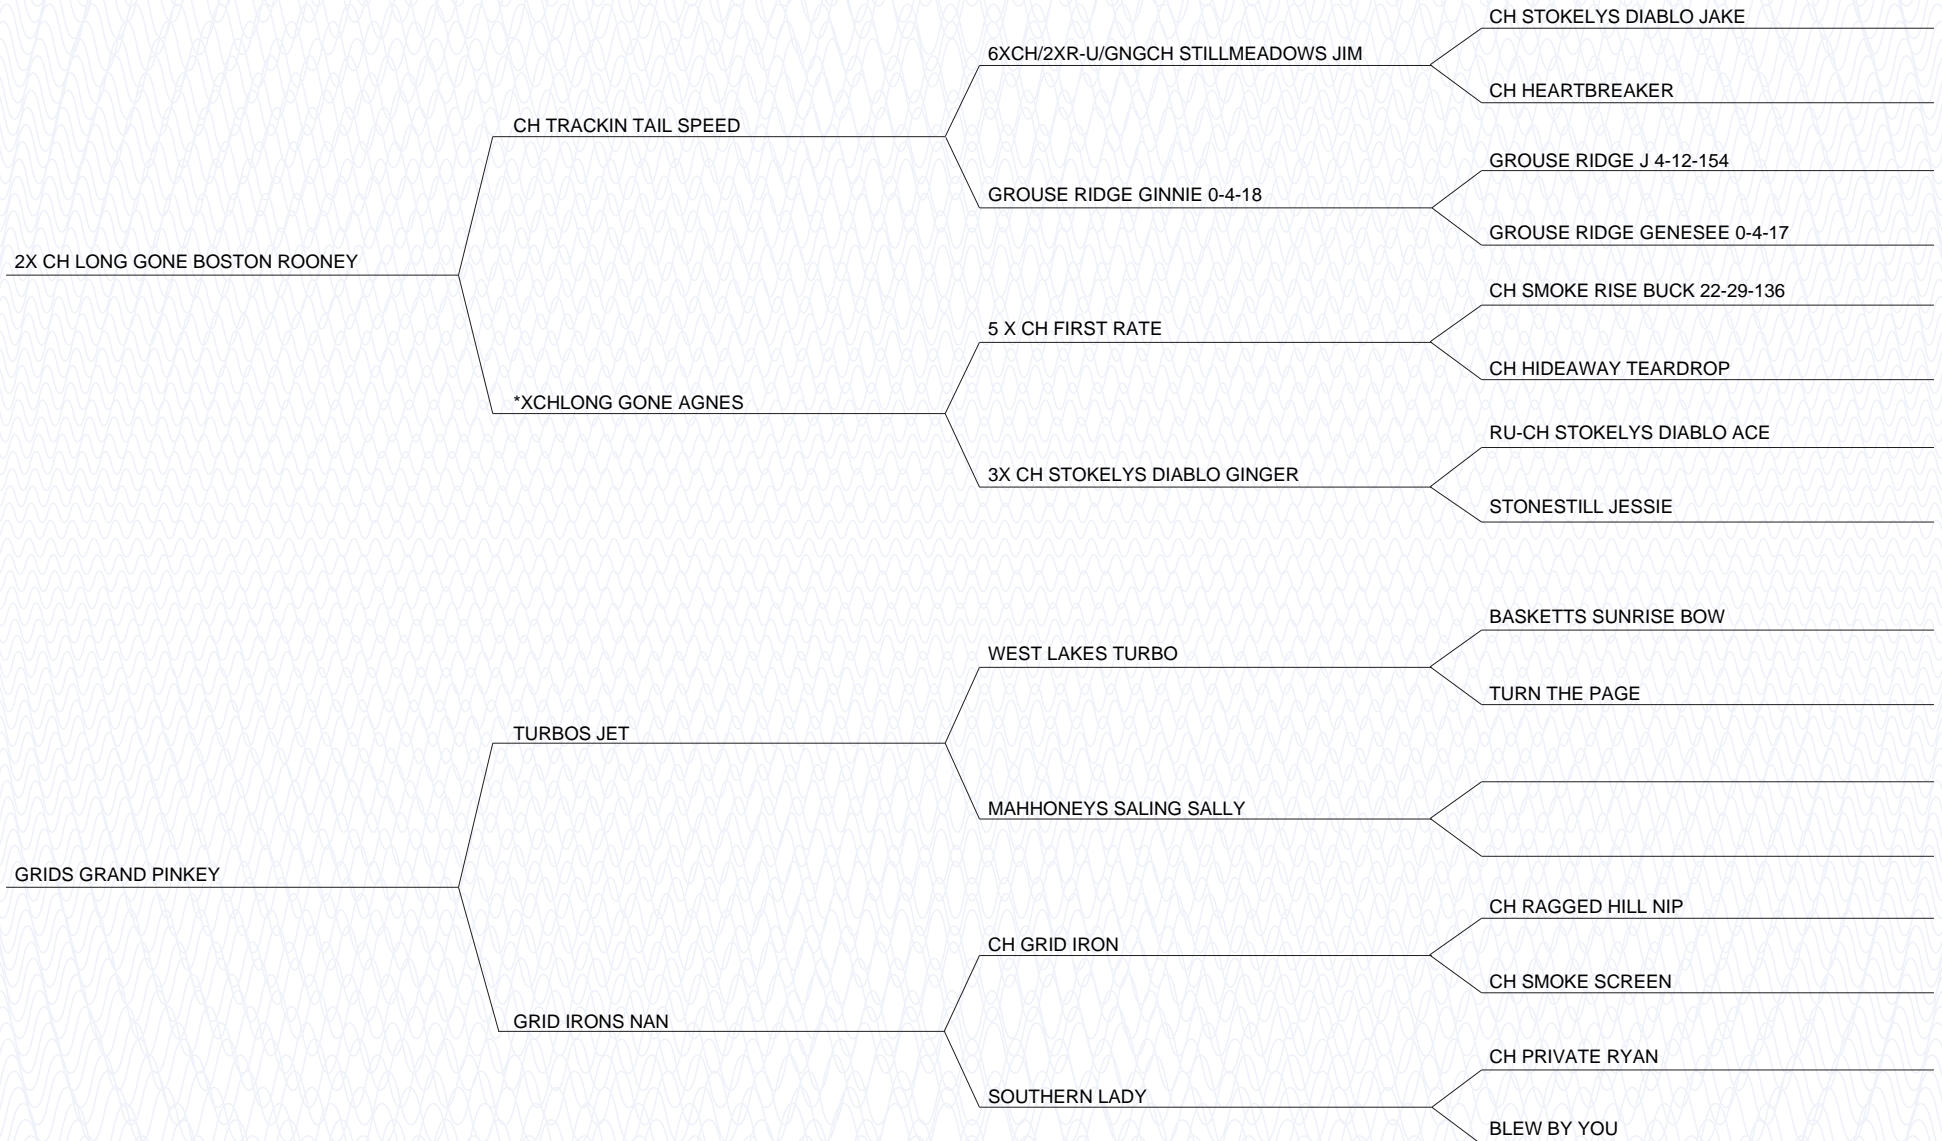 CH STOKELYS DIABLO JAKE
6XCH/2XR-U/GNGCH STILLMEADOWS JIM
CH HEARTBREAKER
CH TRACKIN TAIL SPEED
GROUSE RIDGE J 4-12-154
GROUSE RIDGE GINNIE 0-4-18
GROUSE RIDGE GENESEE 0-4-17
2X CH LONG GONE BOSTON ROONEY
CH SMOKE RISE BUCK 22-29-136
5 X CH FIRST RATE
CH HIDEAWAY TEARDROP
*XCHLONG GONE AGNES
RU-CH STOKELYS DIABLO ACE
3X CH STOKELYS DIABLO GINGER
STONESTILL JESSIE
BASKETTS SUNRISE BOW
WEST LAKES TURBO
TURN THE PAGE
TURBOS JET
MAHHONEYS SALING SALLY
GRIDS GRAND PINKEY
CH RAGGED HILL NIP
CH GRID IRON
CH SMOKE SCREEN
GRID IRONS NAN
CH PRIVATE RYAN
SOUTHERN LADY
BLEW BY YOU